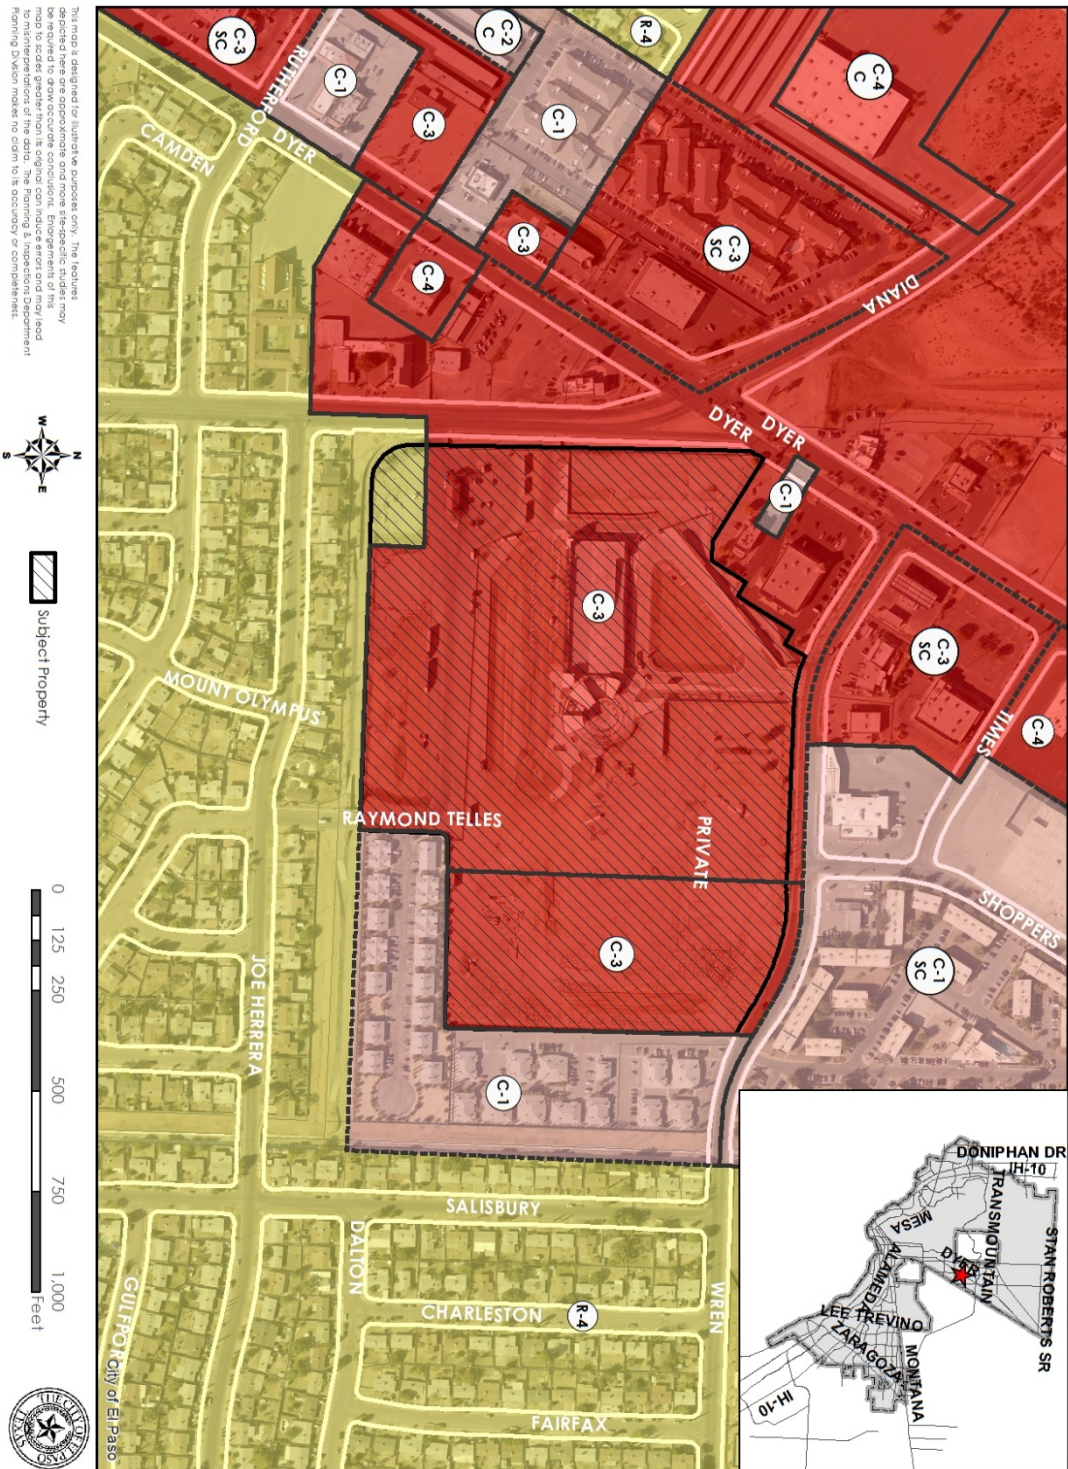 C-3
SC
RUTHERFORD
C-1
DYER
CAMDEN
C-3
C-2
C
C-1
R-4
C-4
C
C-3
C-4
C-3
SC
DIANA
DYER
DYER
C-1
C-3
C-3
SC
TIMES
C-4
MOUNT OLYMPUS
RAYMOND TELLES
PRIVATE
SHOPPERS
C-3
C-1
SC
JOE HERRERA
C-1
SALISBURY
DALTON
CHARLESTON
R-4
WREN
FAIRFAX
GULFPORT
DONIPHAN DR
IH-10
TRANSMOUNTAIN
STAN ROBERTS SR
MESA
DYER
ALAMEDA
LEE TREVINO
ZARAGOZA
MONTANA
IH-10
City of El Paso
This map is designed for illustrative purposes only. The features
depicted here are approximate and more site-specific studies may
be required to draw accurate conclusions. Enlargements of this
map to scales greater than its original can induce errors and may lead
to misinterpretations of the data. The Planning & Inspections Department
Planning Division makes no claim to its accuracy or completeness.
N
W
E
S
Subject Property
0 125 250 500 750 1,000
Feet
THE CITY OF EL PASO
TEXAS